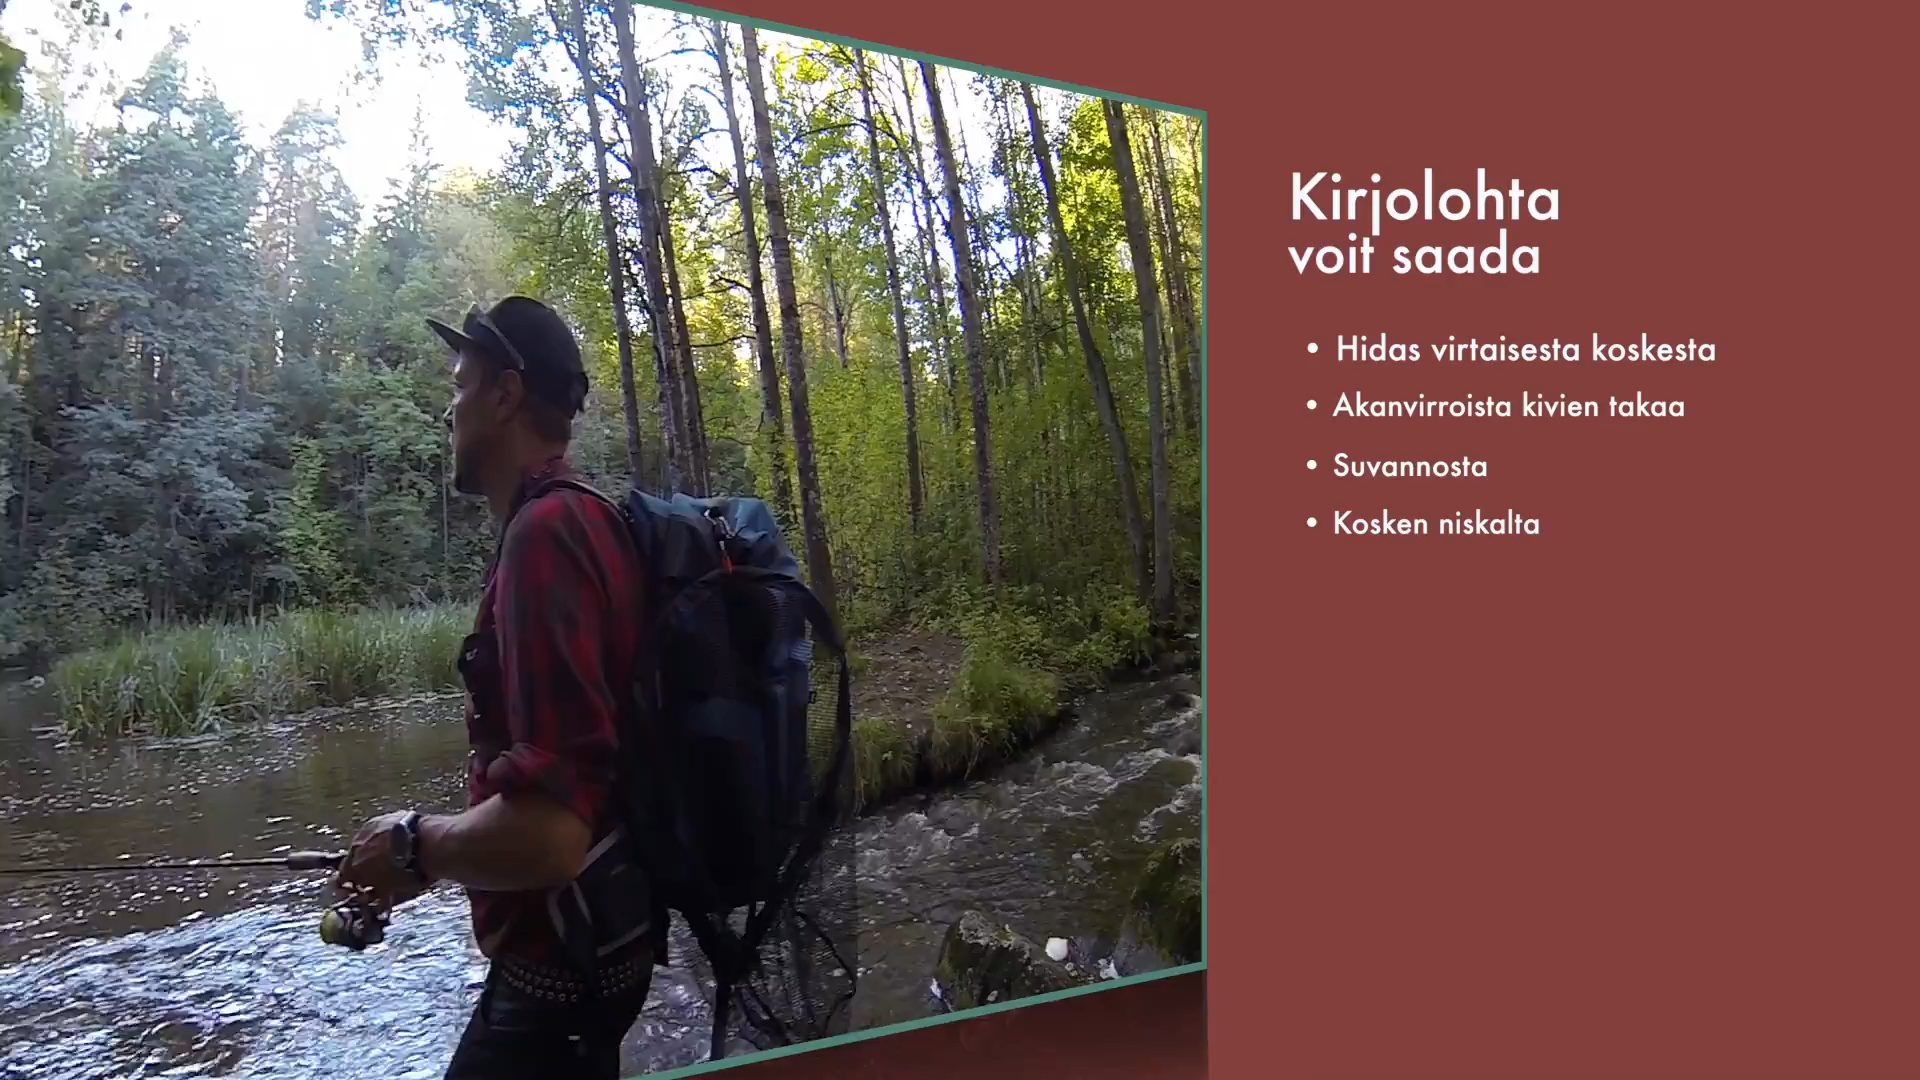 Kirjolohta
voit saada
• Hidas virtaisesta koskesta
• Akanvirroista kivien takaa
• Suvannosta
• Kosken niskalta